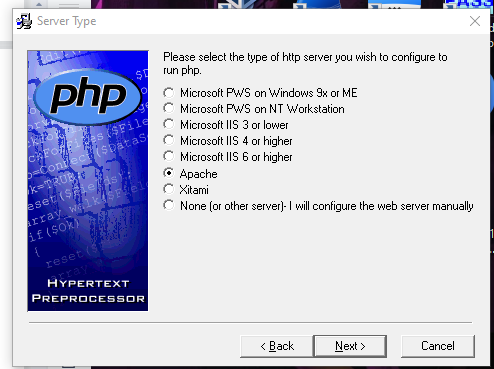 Server Type
Please select the type of http server you wish to configure to
run php.
Microsoft PWS on Windows 9x or ME
Microsoft PWS on NT Workstation
Microsoft IIS 3 or lower
Microsoft IIS 4 or higher
Microsoft IIS 6 or higher
Apache
Xitami
None (or other server)- I will configure the web server manually
php
HYPERTEXT
PREPROCESSOR
< Back
Next >
Cancel